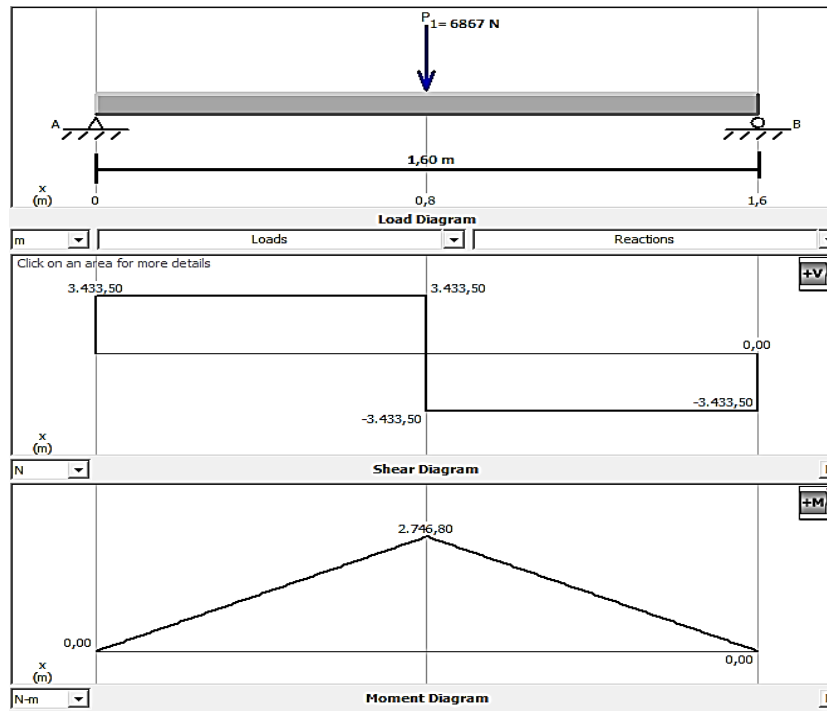 P1= 6867 N
A
B
1,60 m
x
(m)
0
0,8
1,6
Load Diagram
m
Loads
Reactions
Click on an area for more details
+V
3.433,50
3.433,50
0,00
-3.433,50
-3.433,50
x
(m)
N
Shear Diagram
+M
2.746,80
0,00
0,00
x
(m)
N-m
Moment Diagram